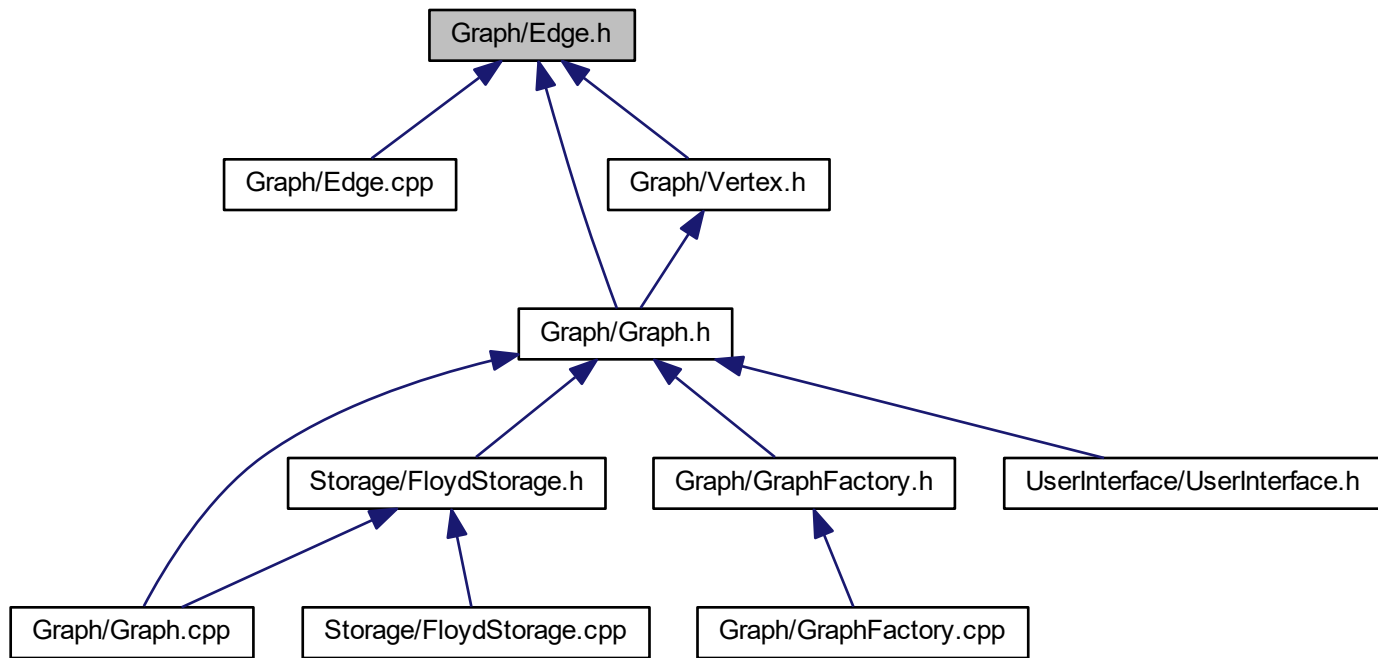 Graph/Edge.h
Graph/Edge.cpp
Graph/Vertex.h
Graph/Graph.h
Storage/FloydStorage.h
Graph/GraphFactory.h
UserInterface/UserInterface.h
Graph/Graph.cpp
Storage/FloydStorage.cpp
Graph/GraphFactory.cpp